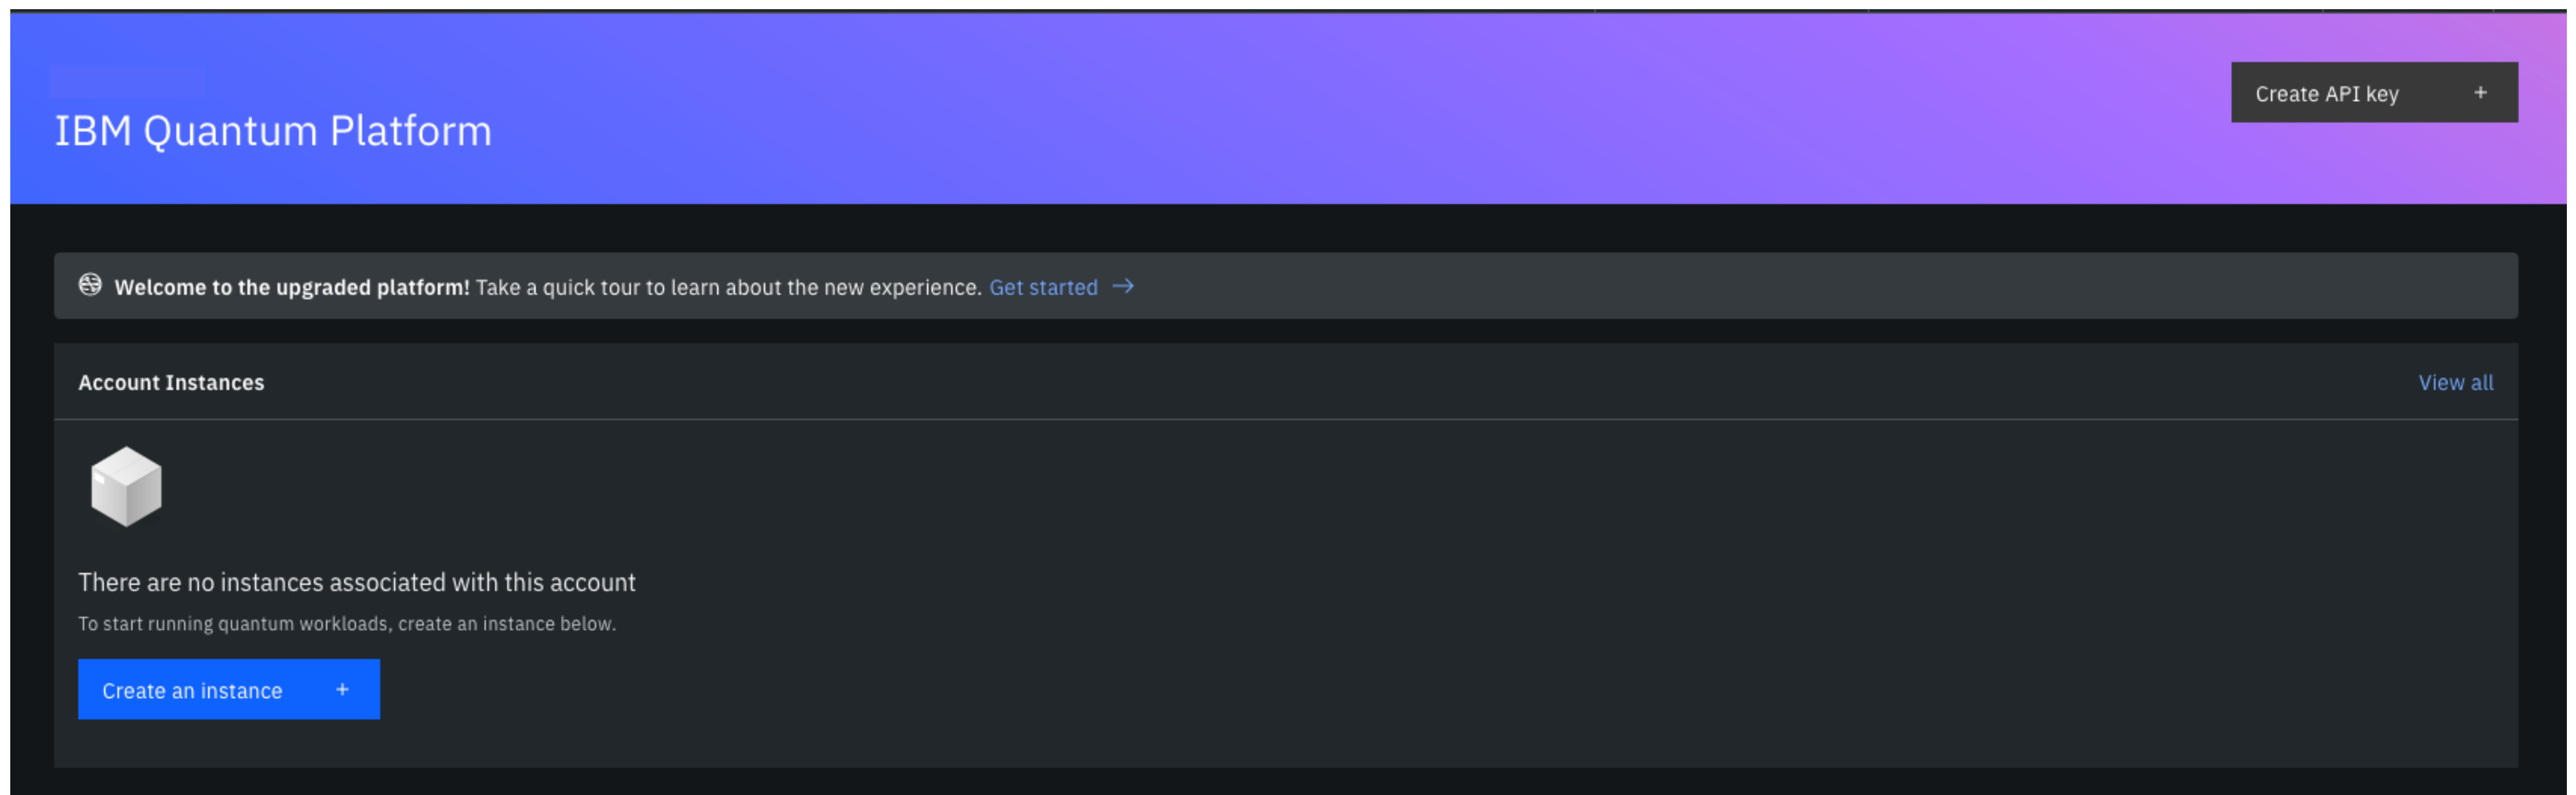 IBM Quantum Platform
Create API key +
Welcome to the upgraded platform! Take a quick tour to learn about the new experience. Get started →
Account Instances
View all
There are no instances associated with this account
To start running quantum workloads, create an instance below.
Create an instance +